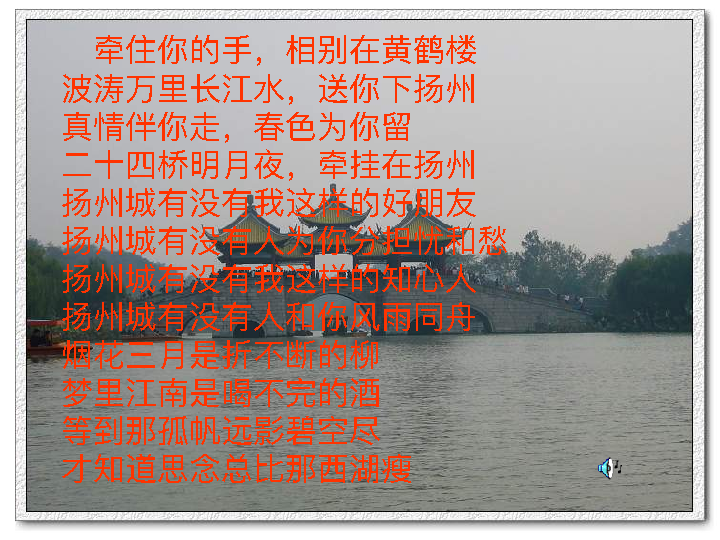 牵住你的手，相别在黄鹤楼
波涛万里长江水，送你下扬州
真情伴你走，春色为你留
二十四桥明月夜，牵挂在扬州
扬州城有没有我这样的好朋友
扬州城有没有人为你分担忧和愁
扬州城有没有我这样的知心人
扬州城有没有人和你风雨同舟
烟花三月是折不断的柳
梦里江南是喝不完的酒
等到那孤帆远影碧空尽
才知道思念总比那西湖瘦